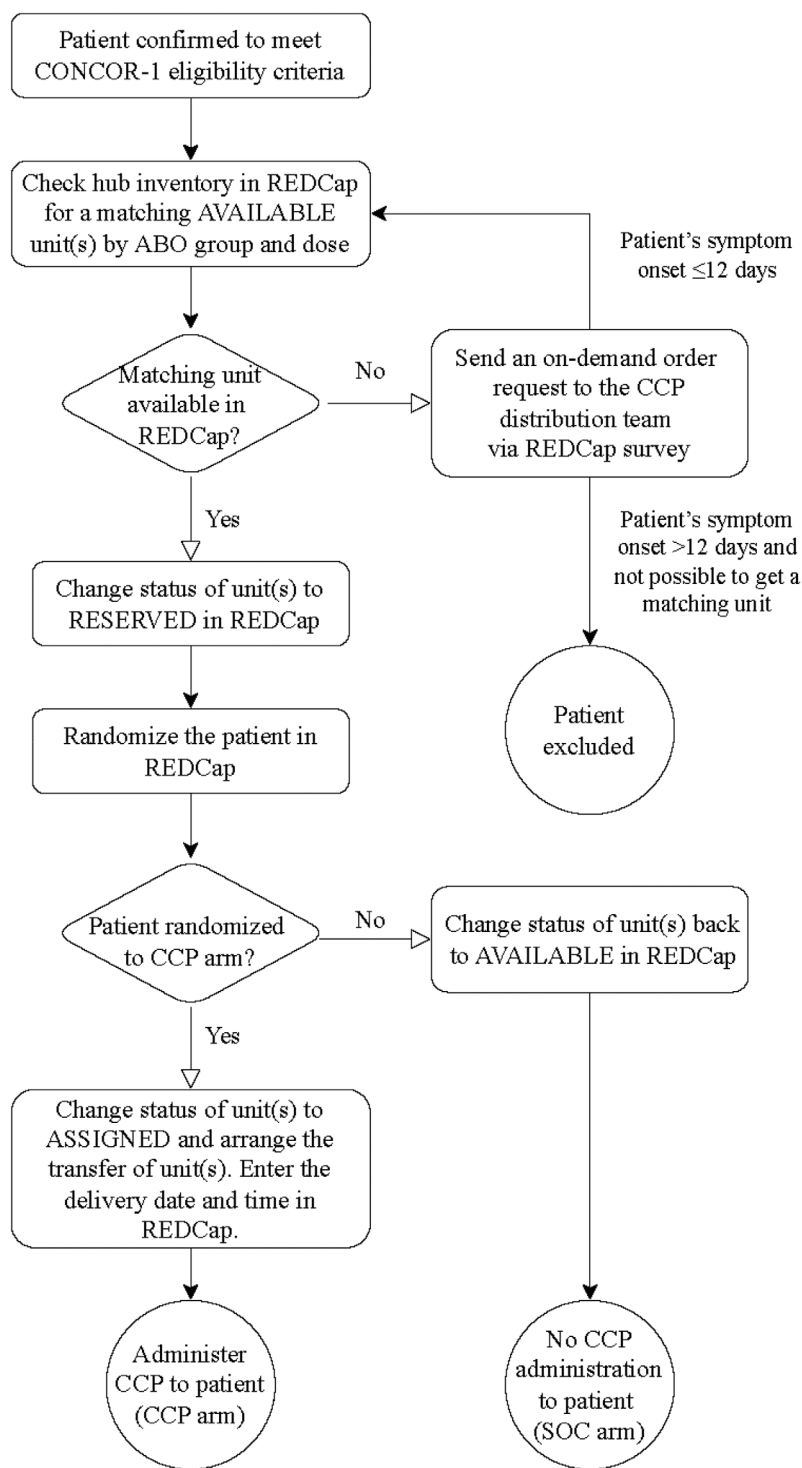 Patient confirmed to meet
CONCOR-1 eligibility criteria
Check hub inventory in REDCap
for a matching AVAILABLE
unit(s) by ABO group and dose
Patient's symptom
onset ≤12 days
Matching unit
available in
REDCap?
No
Send an on-demand order
request to the CCP
distribution team
via REDCap survey
Yes
Patient's symptom
onset >12 days and
not possible to get a
matching unit
Change status of unit(s) to
RESERVED in REDCap
Patient
excluded
Randomize the patient in
REDCap
Patient randomized
to CCP arm?
No
Change status of unit(s) back
to AVAILABLE in REDCap
Yes
Change status of unit(s) to
ASSIGNED and arrange the
transfer of unit(s). Enter the
delivery date and time in
REDCap.
Administer
CCP to patient
(CCP arm)
No CCP
administration
to patient
(SOC arm)